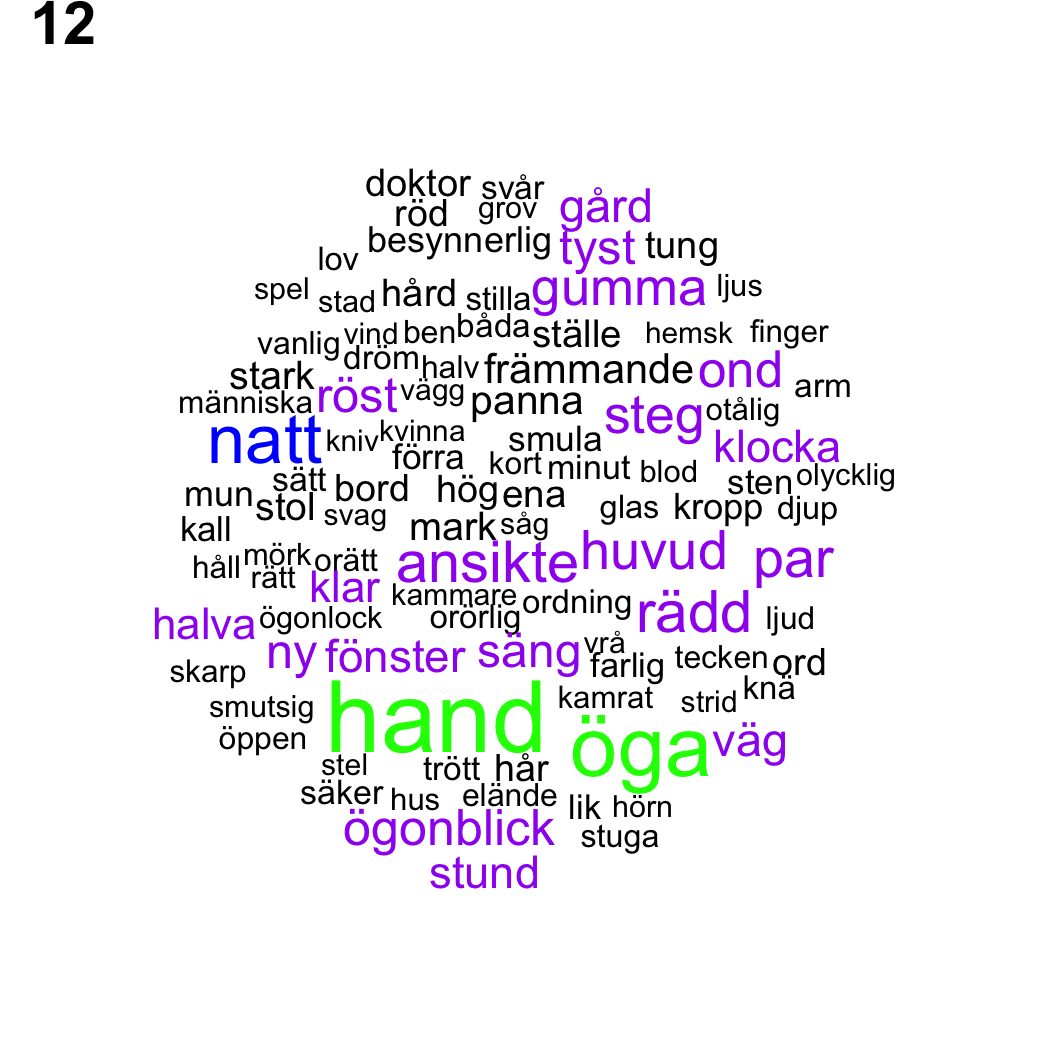 12
doktor svår
röd grov gård
besynnerlig tyst tung
lov
spel stad hård stilla gumma ljus
vanlig vind ben båda ställe hemsk finger
stark dröm halv främmande ond arm
människa röst vägg panna steg otålig
natt kniv kvinna smula klocka
förra kort minut blod sten olycklig
mun sätt bord hög ena glas kropp djup
stol svag
kall mark såg
håll mörk orätt ansikte huvud par
rätt klar kammare
halva ögonlock orörlig ordning rädd ljud
ny fönster säng vrå
skarp farlig tecken ord
smutsig hand kamrat strid knä
öppen öga väg
stel trött hår
säker hus elände lik hörn
ögonblick stuga
stund